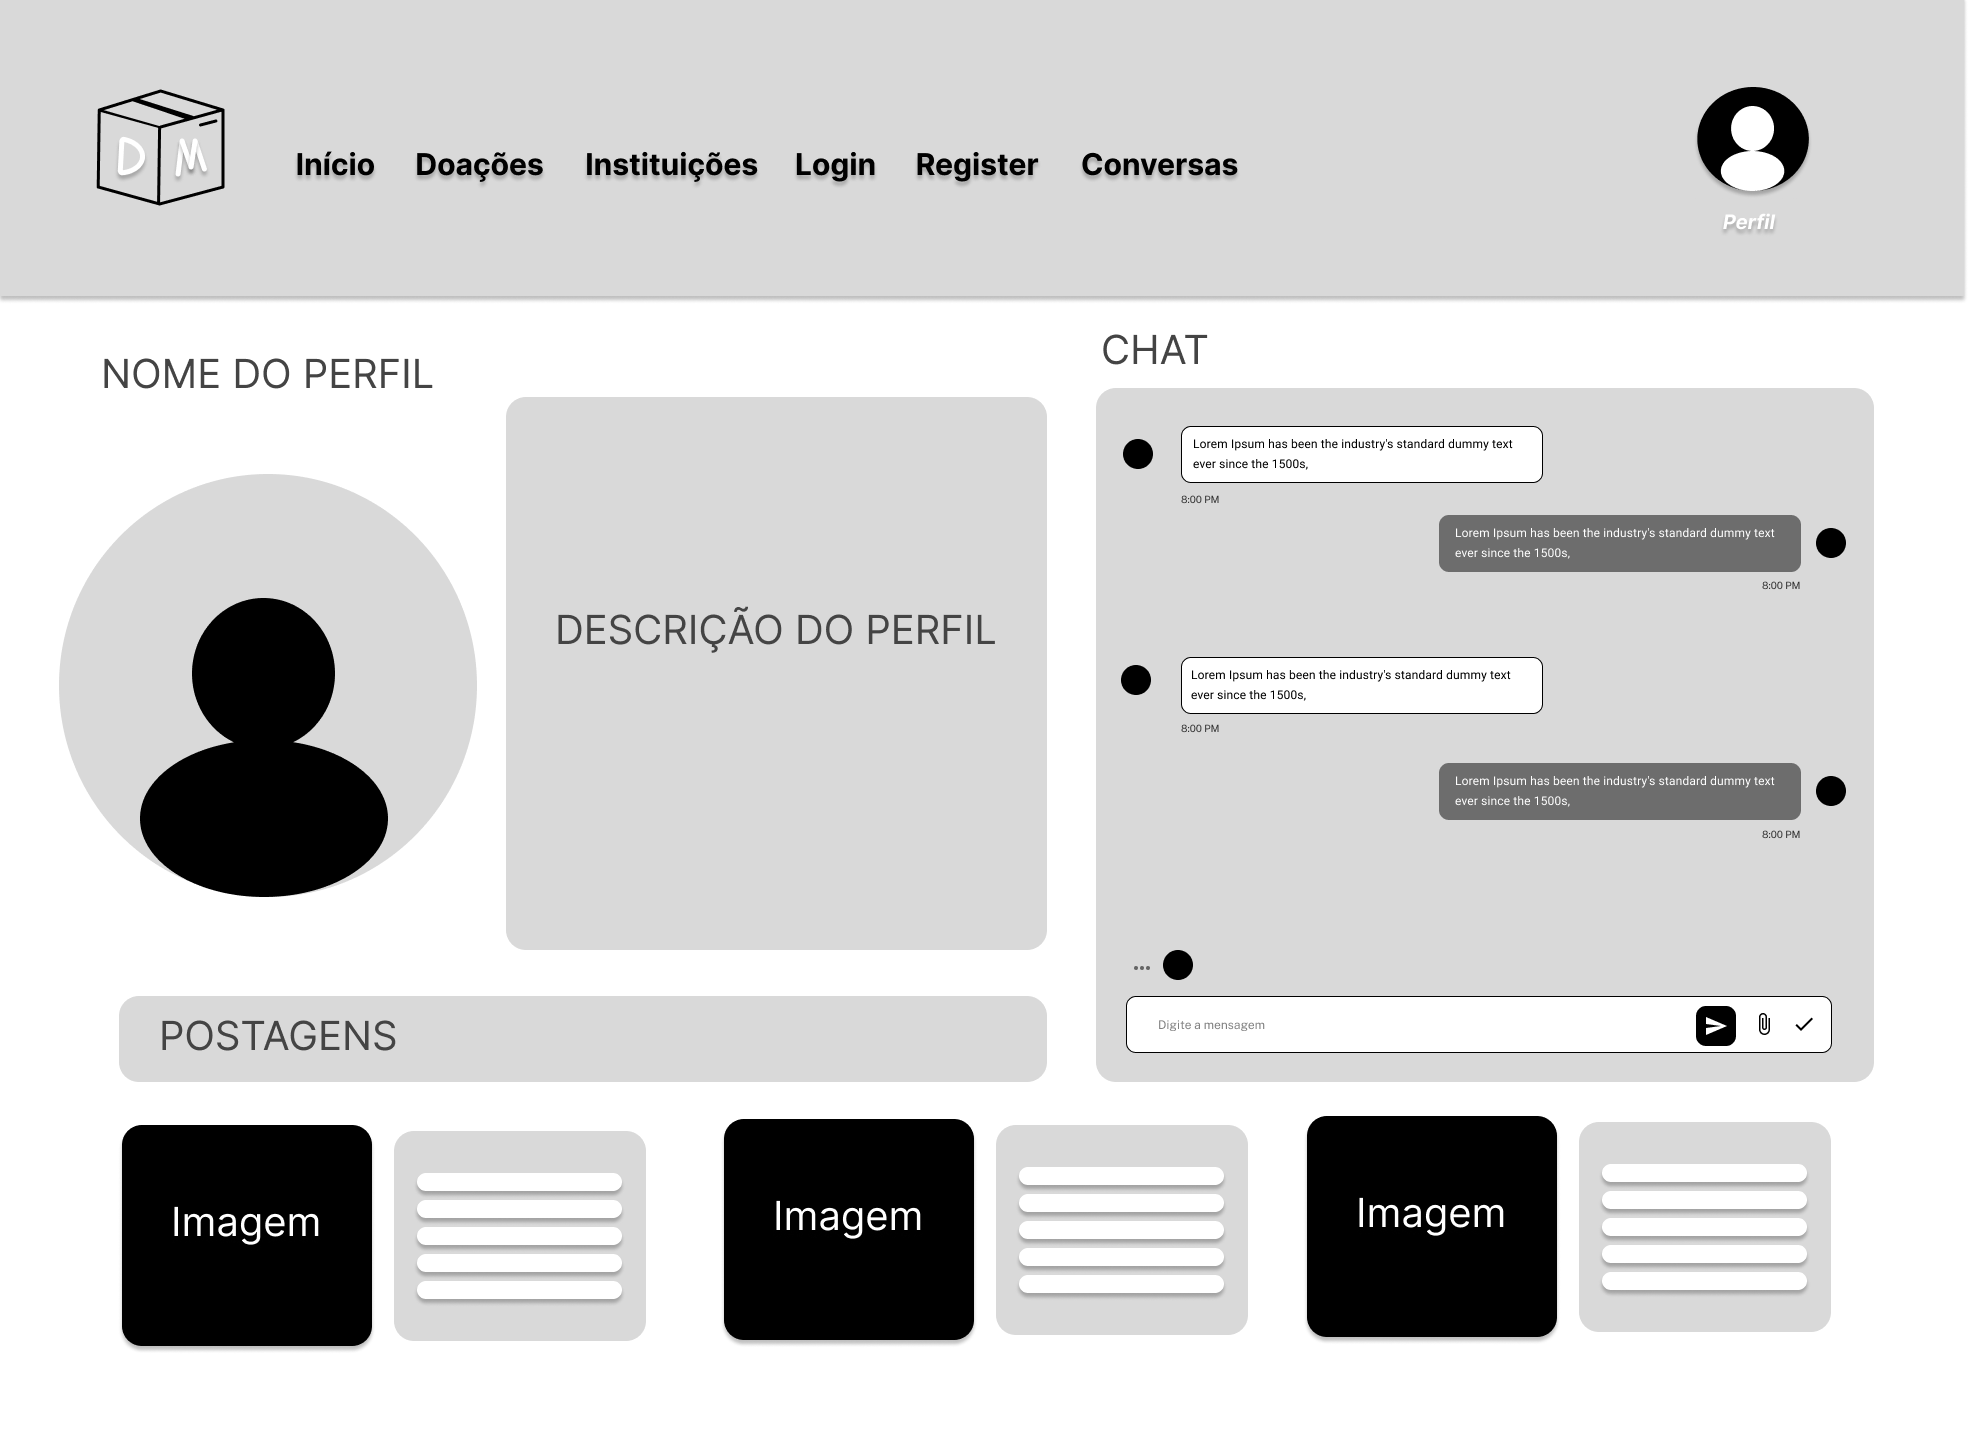 D M
Início Doações Instituições Login Register Conversas
Perfil
NOME DO PERFIL
DESCRIÇÃO DO PERFIL
CHAT
Lorem Ipsum has been the industry's standard dummy text
ever since the 1500s,
8:00 PM
Lorem Ipsum has been the industry's standard dummy text
ever since the 1500s,
8:00 PM
Lorem Ipsum has been the industry's standard dummy text
ever since the 1500s,
8:00 PM
Lorem Ipsum has been the industry's standard dummy text
ever since the 1500s,
8:00 PM
Digite a mensagem
POSTAGENS
Imagem
Imagem
Imagem